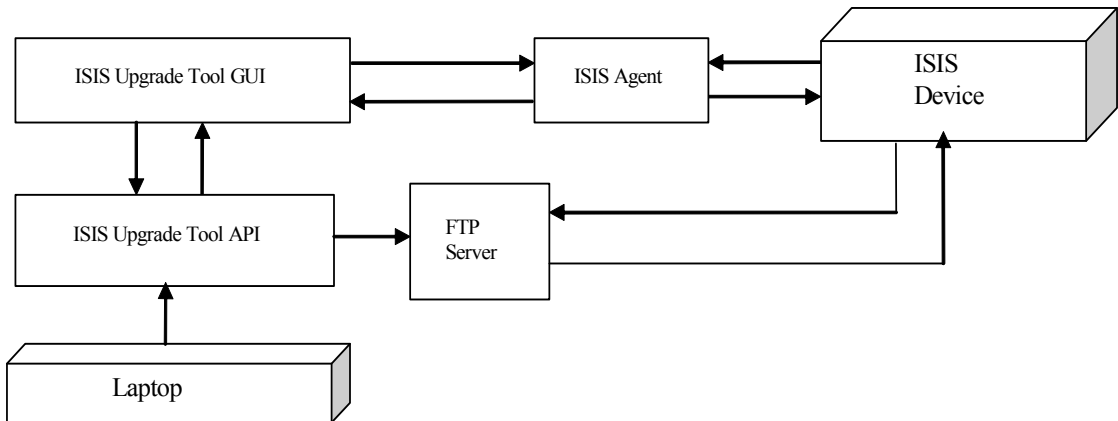 ISIS Upgrade Tool GUI
ISIS Agent
ISIS
Device
ISIS Upgrade Tool API
FTP
Server
Laptop